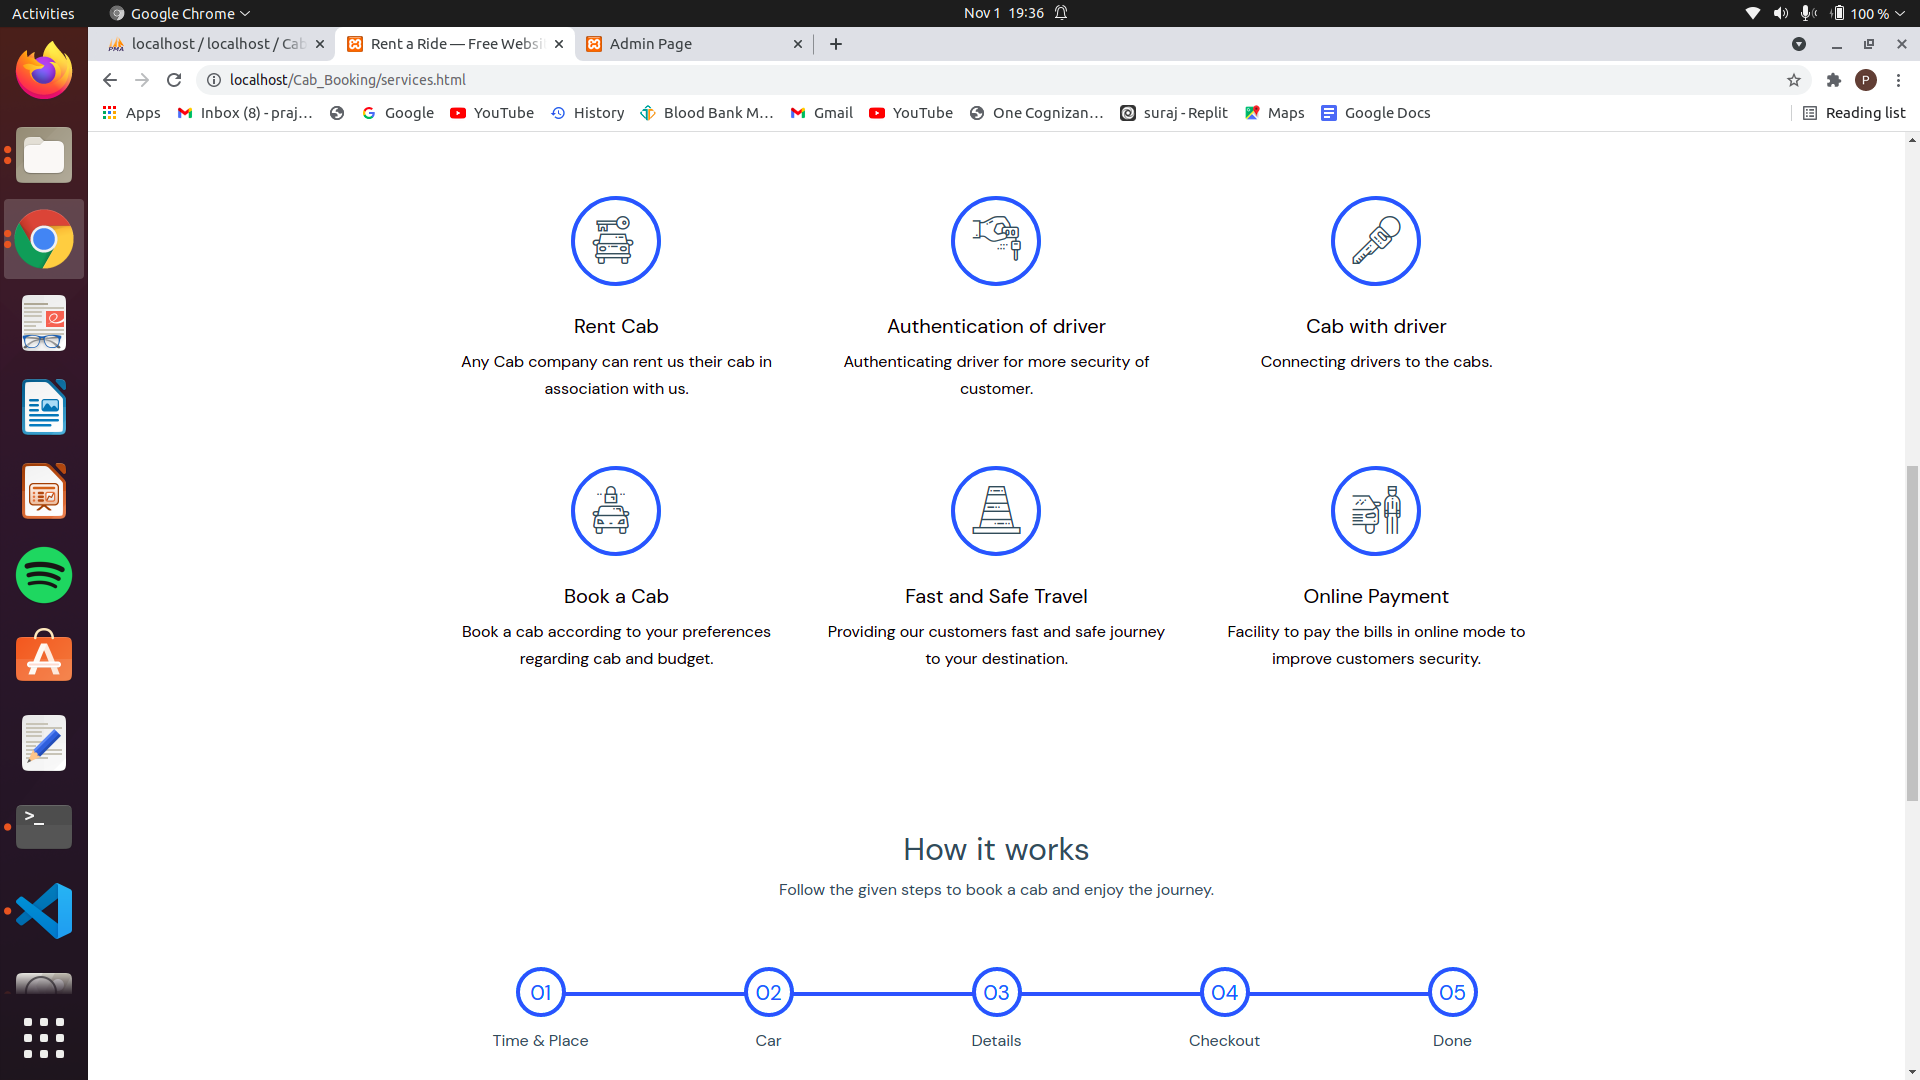 Activities
Google Chrome
Nov 1 19:36
100 %
localhost / localhost / Cab
Rent a Ride — Free Websi
Admin Page
localhost/Cab_Booking/services.html
P
Apps
Inbox (8) - praj...
Google
YouTube
History
Blood Bank M...
Gmail
YouTube
One Cognizan...
suraj - Replit
Maps
Google Docs
Reading list
Rent Cab
Any Cab company can rent us their cab in
association with us.
Authentication of driver
Authenticating driver for more security of
customer.
Cab with driver
Connecting drivers to the cabs.
Book a Cab
Book a cab according to your preferences
regarding cab and budget.
Fast and Safe Travel
Providing our customers fast and safe journey
to your destination.
Online Payment
Facility to pay the bills in online mode to
improve customers security.
How it works
Follow the given steps to book a cab and enjoy the journey.
01
Time & Place
02
Car
03
Details
04
Checkout
05
Done